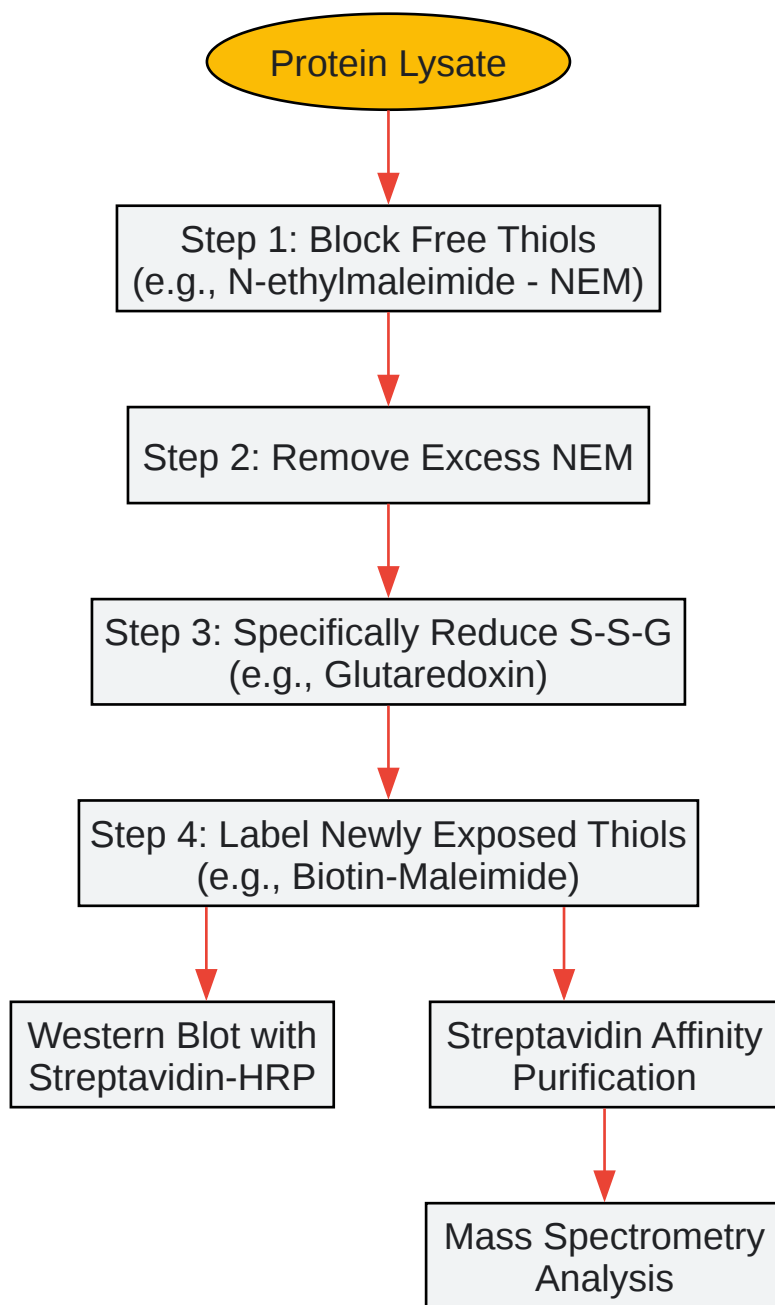 Protein Lysate
Step 1: Block Free Thiols
(e.g., N-ethylmaleimide - NEM)
Step 2: Remove Excess NEM
Step 3: Specifically Reduce S-S-G
(e.g., Glutaredoxin)
Step 4: Label Newly Exposed Thiols
(e.g., Biotin-Maleimide)
Western Blot with
Streptavidin-HRP
Streptavidin Affinity
Purification
Mass Spectrometry
Analysis